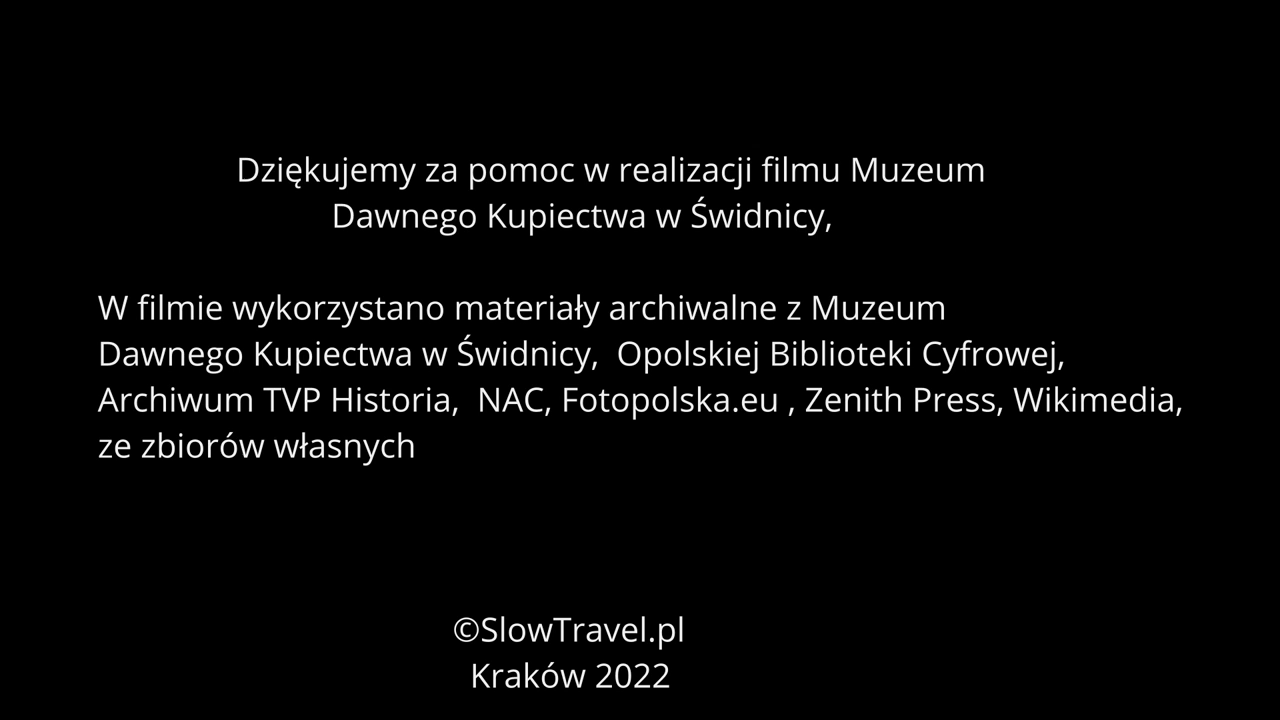 Dziękujemy za pomoc w realizacji filmu Muzeum
Dawnego Kupiectwa w Świdnicy,
W filmie wykorzystano materiały archiwalne z Muzeum
Dawnego Kupiectwa w Świdnicy,  Opolskiej Biblioteki Cyfrowej,
Archiwum TVP Historia,  NAC, Fotopolska.eu , Zenith Press, Wikimedia,
ze zbiorów własnych
©SlowTravel.pl
Kraków 2022